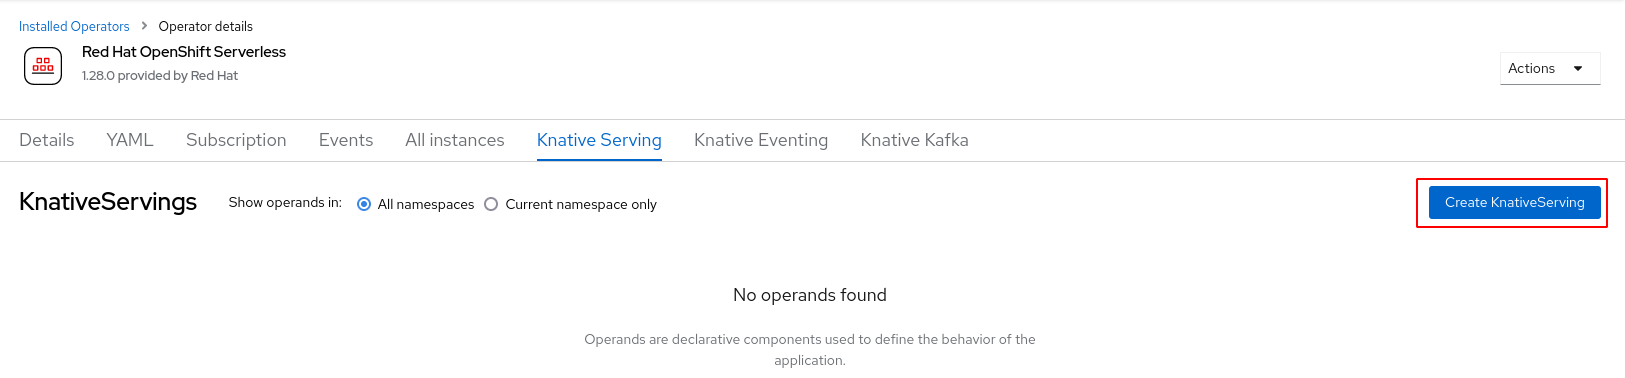 Installed Operators > Operator details
Red Hat OpenShift Serverless
1.28.0 provided by Red Hat
Actions
Details YAML Subscription Events All instances Knative Serving Knative Eventing Knative Kafka
KnativeServings Show operands in: All namespaces Current namespace only Create KnativeServing
No operands found
Operands are declarative components used to define the behavior of the
application.